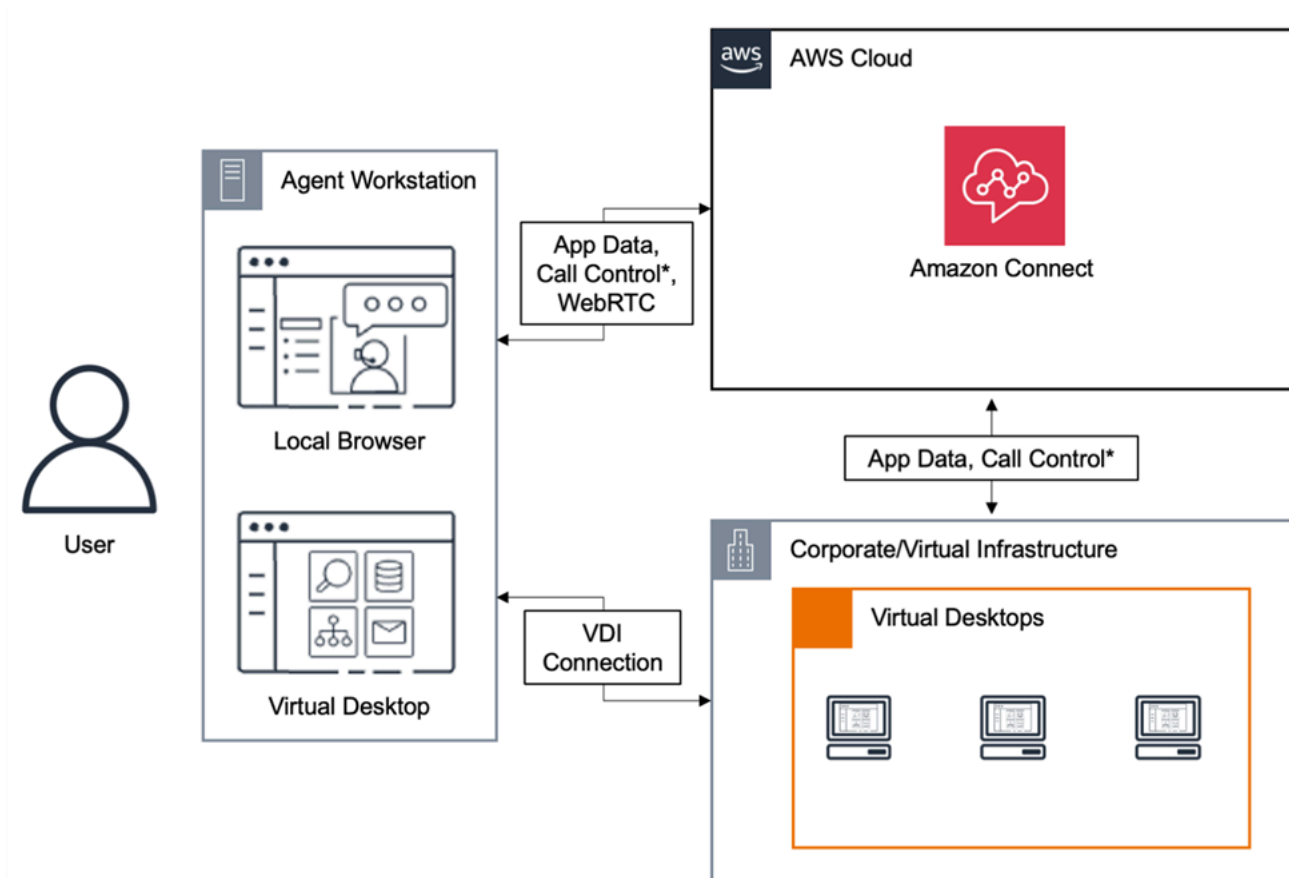 aws
AWS Cloud
Agent Workstation
App Data,
Call Control*,
WebRTC
Amazon Connect
Local Browser
App Data, Call Control*
User
Corporate/Virtual Infrastructure
Virtual Desktops
VDI
Connection
Virtual Desktop